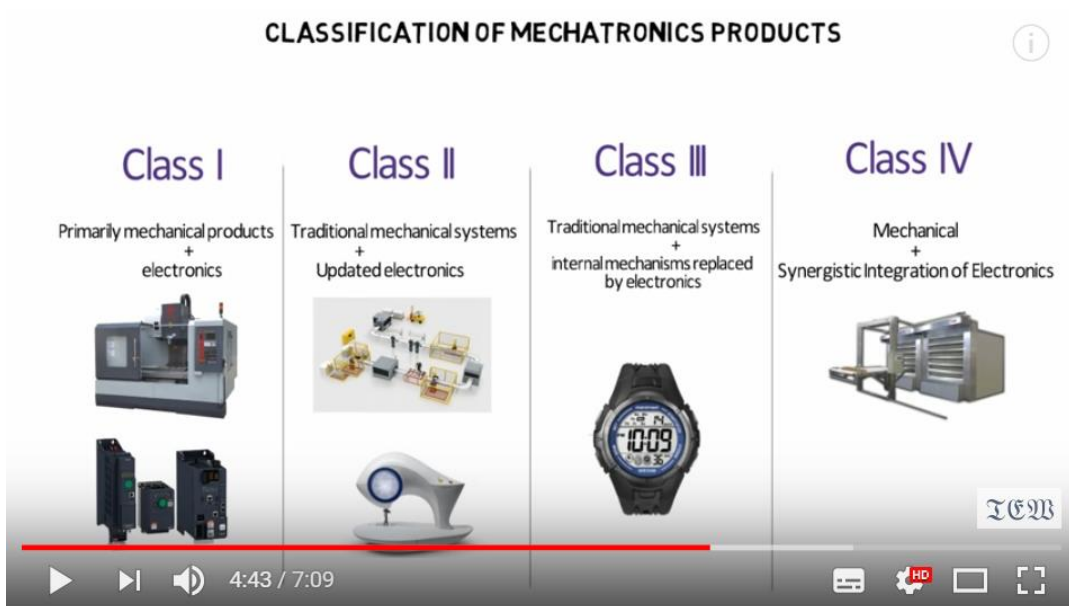 CLASSIFICATION OF MECHATRONICS PRODUCTS
i
Class I
Primarily mechanical products
+
electronics
Class II
Traditional mechanical systems
+
Updated electronics
Class III
Traditional mechanical systems
+
internal mechanisms replaced
by electronics
10:09
36
Class IV
Mechanical
+
Synergistic Integration of Electronics
TEW
4:43 / 7:09
HD